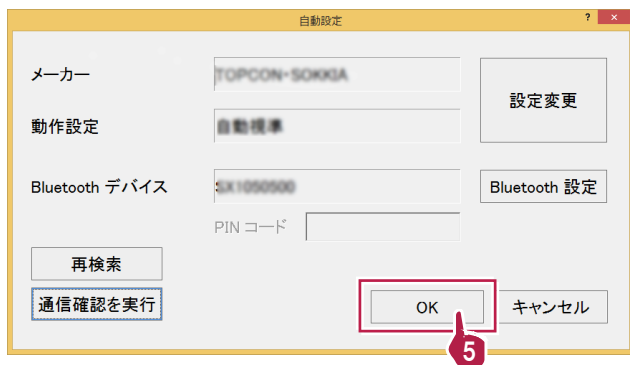 自動設定
? ×
メーカー
TOPCON・SOKKIA
設定変更
動作設定
自動視準
Bluetooth デバイス
SX1050500
Bluetooth 設定
PIN コード
再検索
通信確認を実行
OK
キャンセル
5